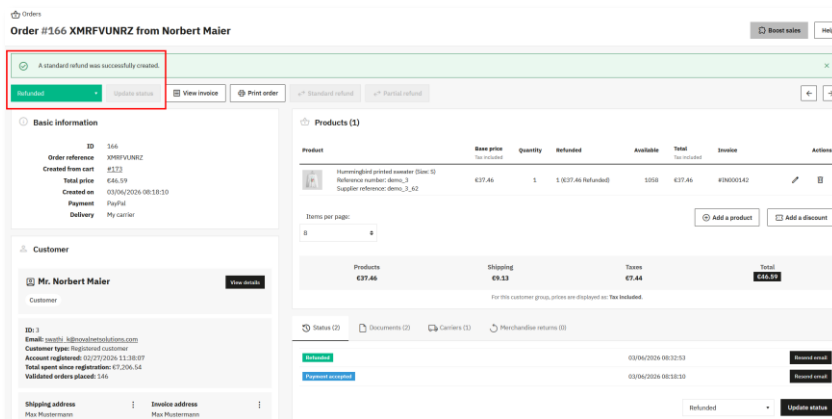 Orders
Order #166 XMRFVUNRZ from Norbert Maier
Boost sales
Hel
A standard refund was successfully created.
Refunded
Update status
View invoice
Print order
Standard refund
Partial refund
Basic information
ID 166
Order reference XMRFVUNRZ
Created from cart #173
Total price €46.59
Created on 03/06/2026 08:18:10
Payment PayPal
Delivery My carrier
Customer
Mr. Norbert Maier
View details
Customer
ID: 3
Email: swathi_k@novalnetsolutions.com
Customer type: Registered customer
Account registered: 02/27/2026 11:38:07
Total spent since registration: €7,206.54
Validated orders placed: 146
Shipping address
Max Mustermann
Invoice address
Max Mustermann
Products (1)
Product Base price Quantity Refunded Available Total Invoice Actions
Tax included Tax included
Hummingbird printed sweater (Size: S)
Reference number: demo_3
Supplier reference: demo_3_62
€37.46 1 1 (€37.46 Refunded) 1058 €37.46 #IN000142
Items per page:
8
Add a product
Add a discount
Products Shipping Taxes Total
€37.46 €9.13 €7.44 €46.59
For this customer group, prices are displayed as: Tax included.
Status (2)
Documents (2)
Carriers (1)
Merchandise returns (0)
Refunded 03/06/2026 08:32:53 Resend email
Payment accepted 03/06/2026 08:18:10 Resend email
Refunded
Update status